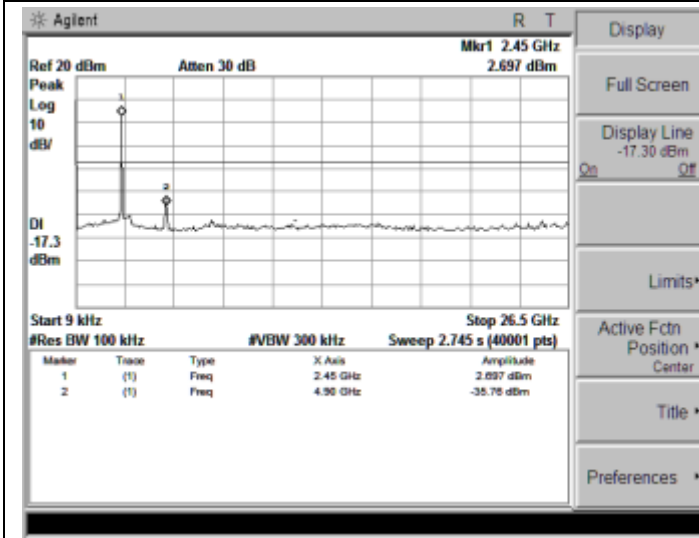 Agilent R T
Mkr1 2.45 GHz
Ref 20 dBm Atten 30 dB 2.697 dBm
Peak
Log
10
dB/
1
2
DI
-17.3
dBm
Start 9 kHz Stop 26.5 GHz
#Res BW 100 kHz #VBW 300 kHz Sweep 2.745 s (40001 pts)
Marker Trace Type X Axis Amplitude
1 (1) Freq 2.45 GHz 2.697 dBm
2 (1) Freq 4.90 GHz -35.76 dBm
Display
Full Screen
Display Line
-17.30 dBm
On Off
Limits
Active Fctn
Position
Center
Title
Preferences